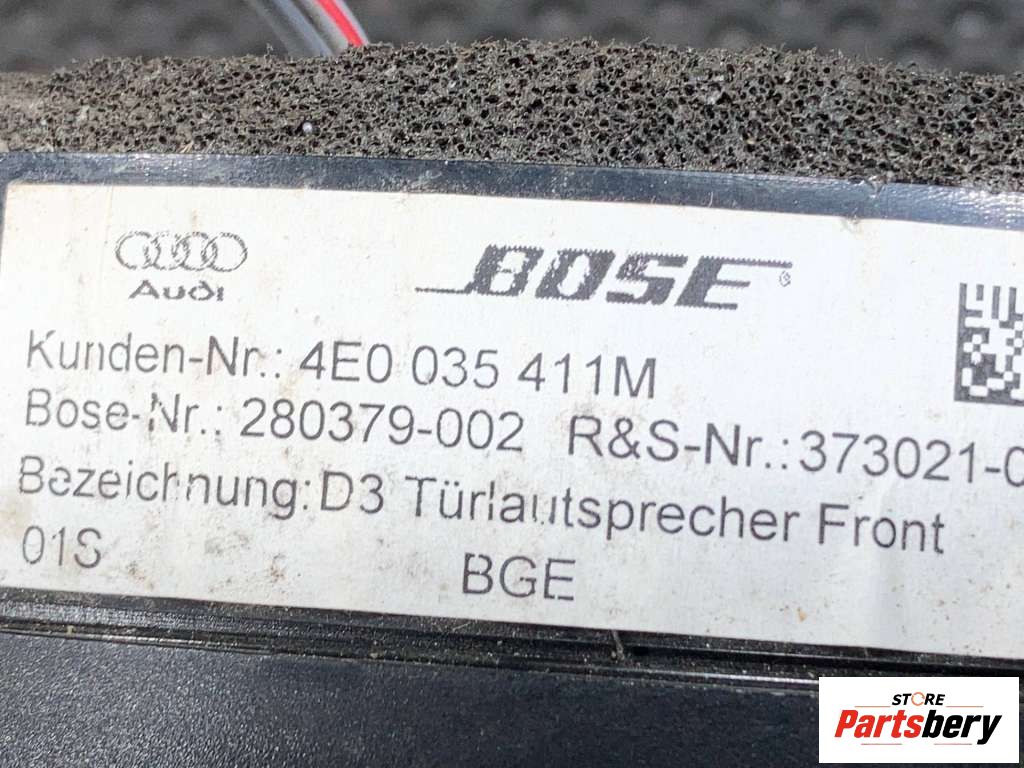 Audi
BOSE®
Kunden-Nr.: 4E0 035 411M
Bose-Nr.: 280379-002 R&S-Nr.: 373021-0
Bezeichnung: D3 Türlautsprecher Front
01S BGE
STORE
Partsbery